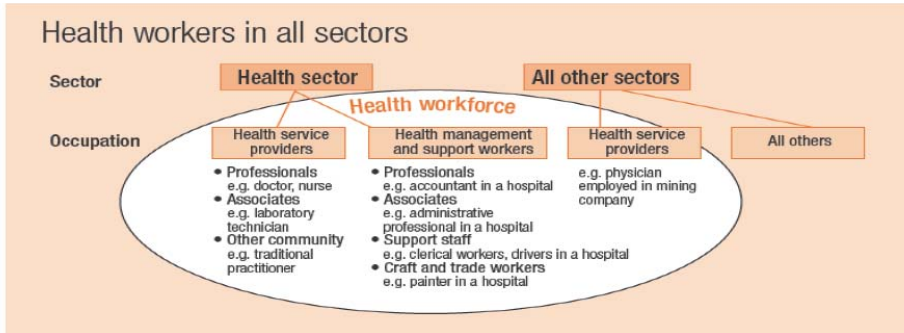 Health workers in all sectors
Sector
Health sector
All other sectors
Health workforce
Occupation
Health service
providers
Health management
and support workers
Health service
providers
All others
• Professionals
e.g. doctor, nurse
• Associates
e.g. laboratory
technician
• Other community
e.g. traditional
practitioner
• Professionals
e.g. accountant in a hospital
• Associates
e.g. administrative
professional in a hospital
• Support staff
e.g. clerical workers, drivers in a hospital
• Craft and trade workers
e.g. painter in a hospital
e.g. physician
employed in mining
company